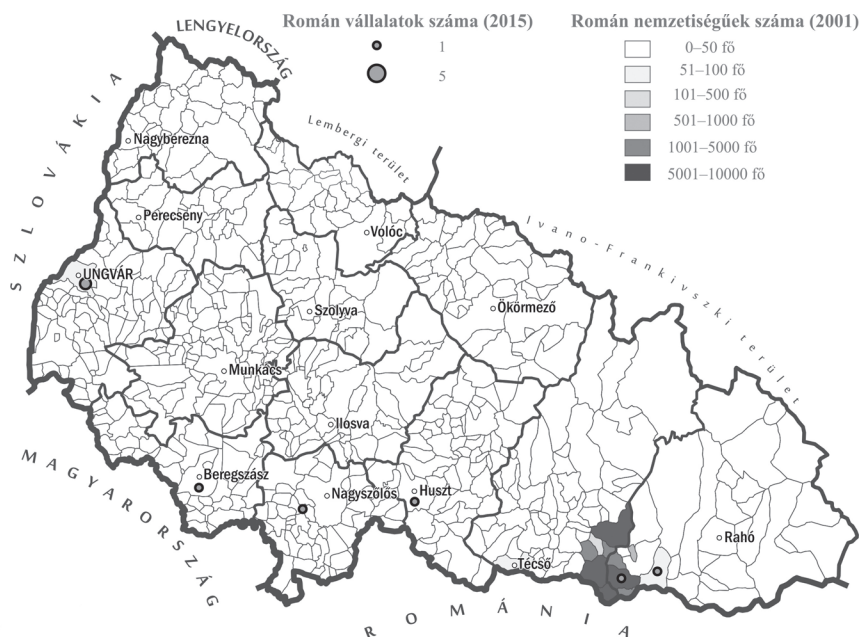 Román vállalatok száma (2015)
1
5
Román nemzetiségűek száma (2001)
0–50 fő
51–100 fő
101–500 fő
501–1000 fő
1001–5000 fő
5001–10000 fő
LENGYELORSZÁG
SZLOVÁKIA
Lembergi terület
Ivano-Frankivszki terület
MAGYARORSZÁG
ROMÁNIA
Nagyberezna
Perecseny
Volóc
UNGVÁR
Szolyva
Ökörmező
Munkács
Ilosva
Beregszász
Nagyszőlős
Huszt
Técső
Rahó